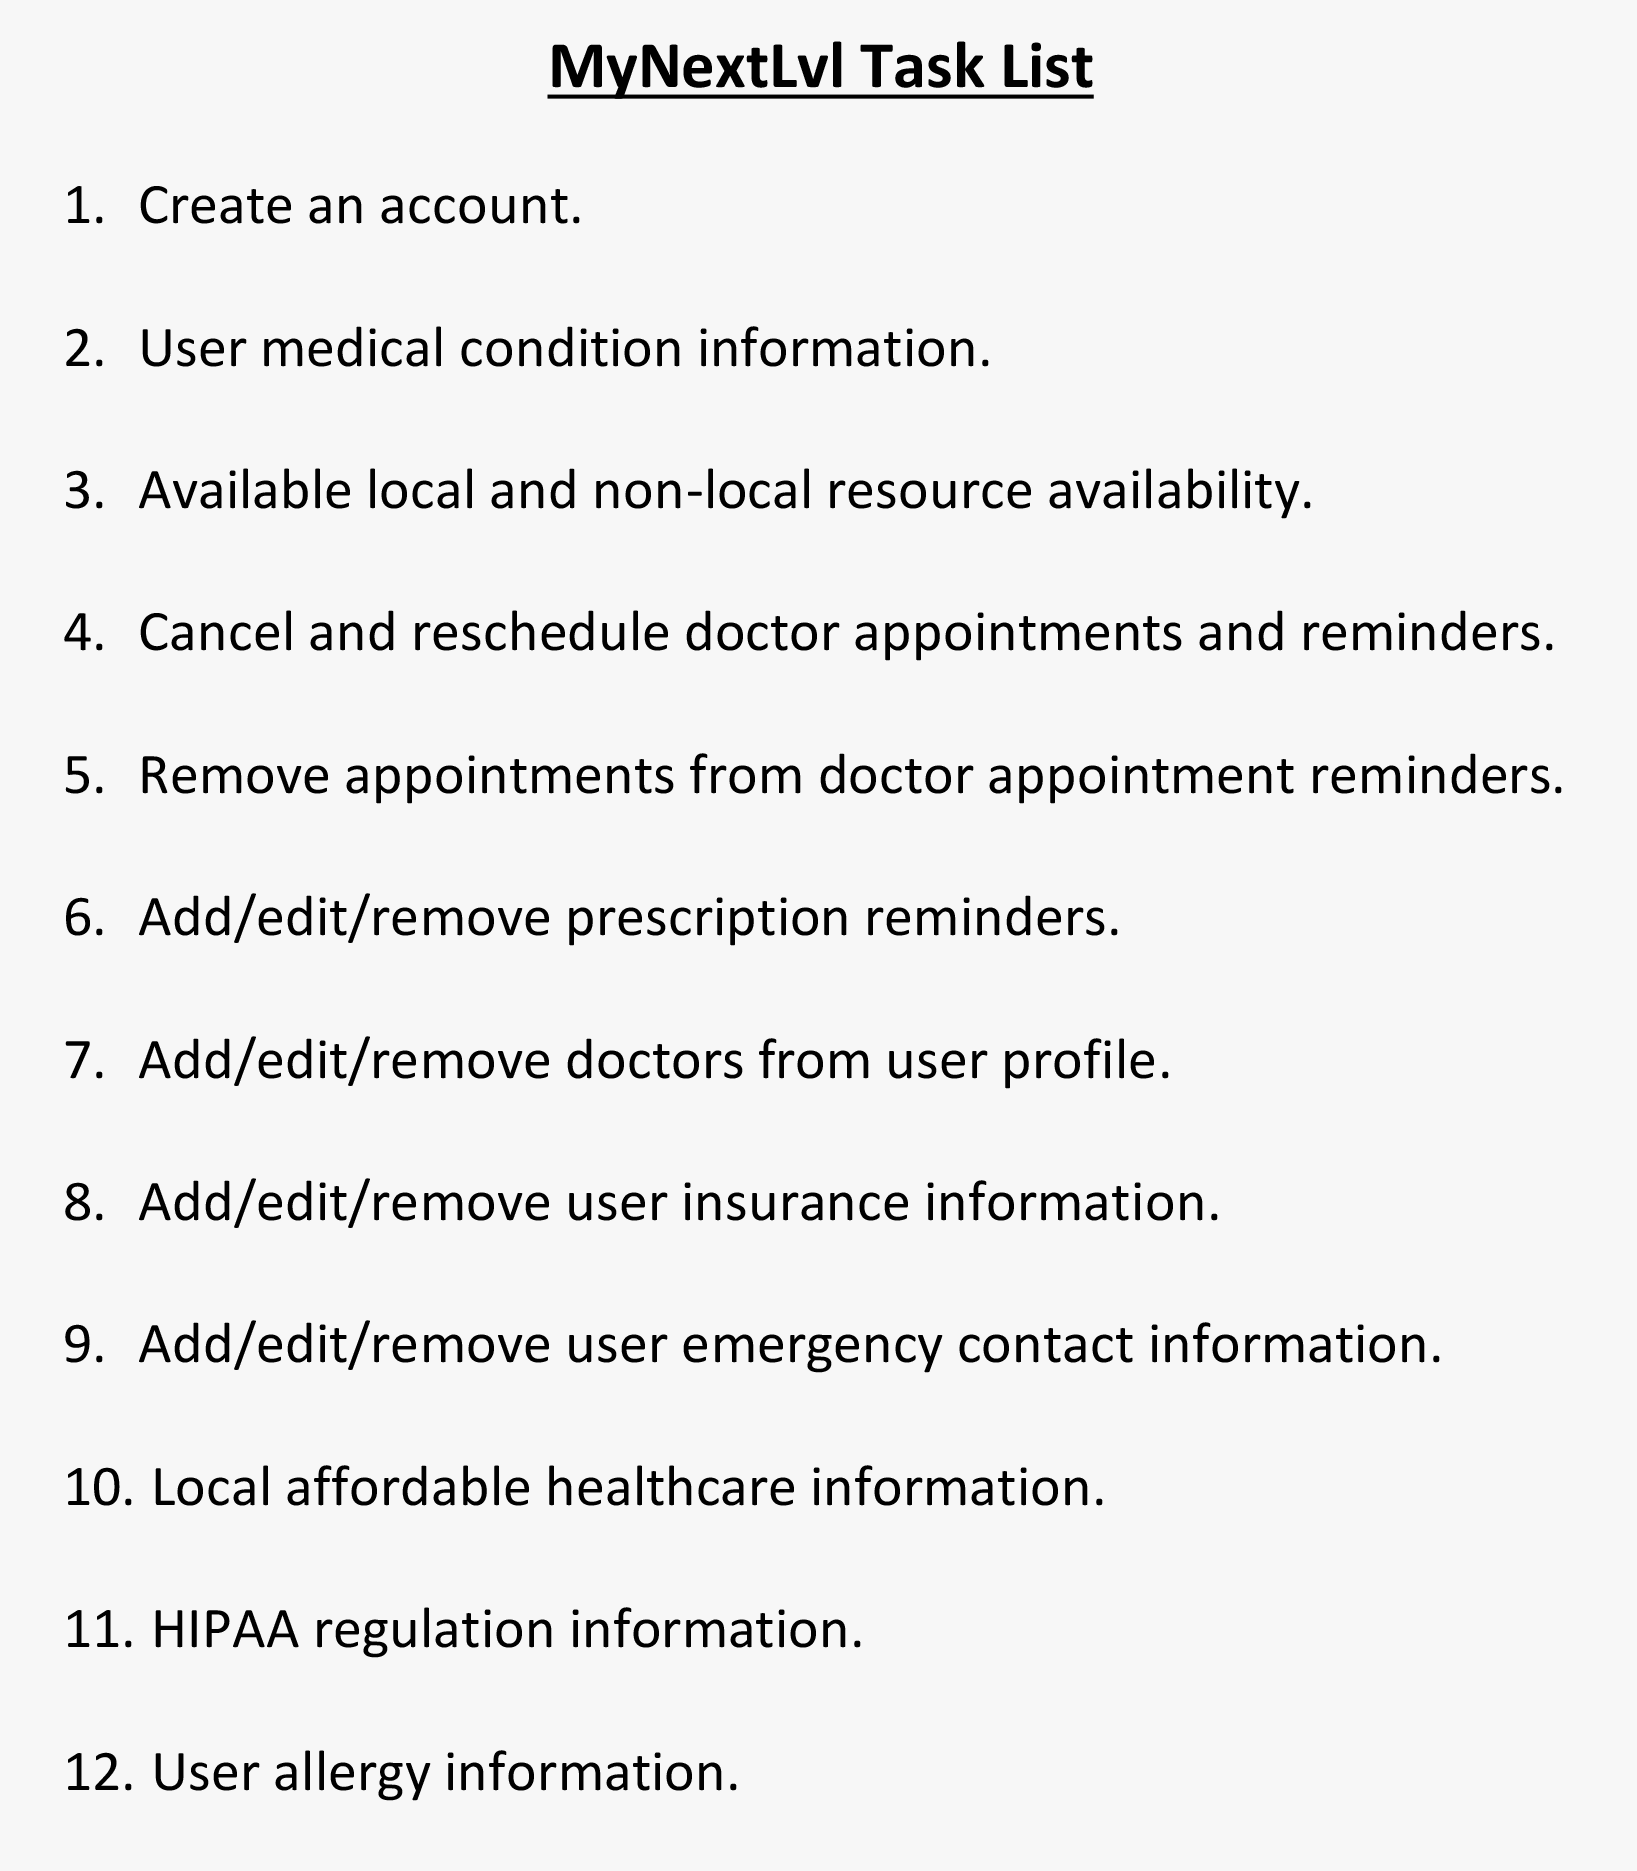 MyNextLvl Task List
1. Create an account.
2. User medical condition information.
3. Available local and non-local resource availability.
4. Cancel and reschedule doctor appointments and reminders.
5. Remove appointments from doctor appointment reminders.
6. Add/edit/remove prescription reminders.
7. Add/edit/remove doctors from user profile.
8. Add/edit/remove user insurance information.
9. Add/edit/remove user emergency contact information.
10. Local affordable healthcare information.
11. HIPAA regulation information.
12. User allergy information.